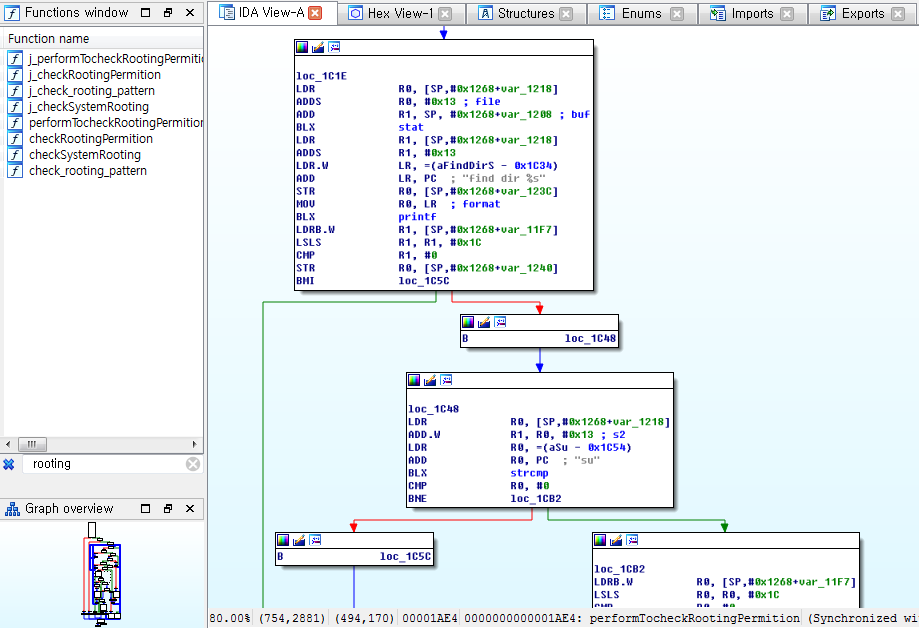 Functions window
Function name
j_performTocheckRootingPermiti
j_checkRootingPermition
j_check_rooting_pattern
j_checkSystemRooting
performTocheckRootingPermition
checkRootingPermition
checkSystemRooting
check_rooting_pattern
rooting
Graph overview
IDA View-A
Hex View-1
Structures
Enums
Imports
Exports
loc_1C1E
LDR R0, [SP,#0x1268+var_1218]
ADDS R0, #0x13 ; file
ADD R1, SP, #0x1268+var_1208 ; buf
BLX stat
LDR R1, [SP,#0x1268+var_1218]
ADDS R1, #0x13
LDR.W LR, =(aFindDirS - 0x1C34)
ADD LR, PC ; "find dir %s"
STR R0, [SP,#0x1268+var_123C]
MOV R0, LR ; format
BLX printf
LDRB.W R1, [SP,#0x1268+var_11F7]
LSLS R1, R1, #0x1C
CMP R1, #0
STR R0, [SP,#0x1268+var_1240]
BMI loc_1C5C
B loc_1C48
loc_1C48
LDR R0, [SP,#0x1268+var_1218]
ADD.W R1, R0, #0x13 ; s2
LDR R0, =(aSu - 0x1C54)
ADD R0, PC ; "su"
BLX strcmp
CMP R0, #0
BNE loc_1CB2
B loc_1C5C
loc_1CB2
LDRB.W R0, [SP,#0x1268+var_11F7]
LSLS R0, R0, #0x1C
CMP R0, #0
80.00% (754,2881) (494,170) 00001AE4 0000000000001AE4: performTocheckRootingPermition (Synchronized wi